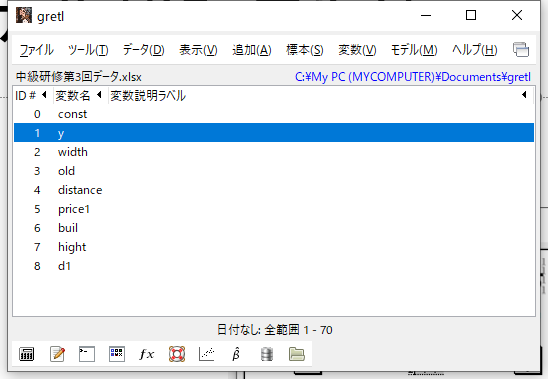 gretl
ファイル ツール(T) データ(D) 表示(V) 追加(A) 標本(S) 変数(V) モデル(M) ヘルプ(H)
中級研修第3回データ.xlsx C:¥My PC (MYCOMPUTER)¥Documents¥gretl
ID # 変数名 変数説明ラベル
0 const
1 y
2 width
3 old
4 distance
5 price1
6 buil
7 hight
8 d1
日付なし: 全範囲 1 - 70
fx β̂